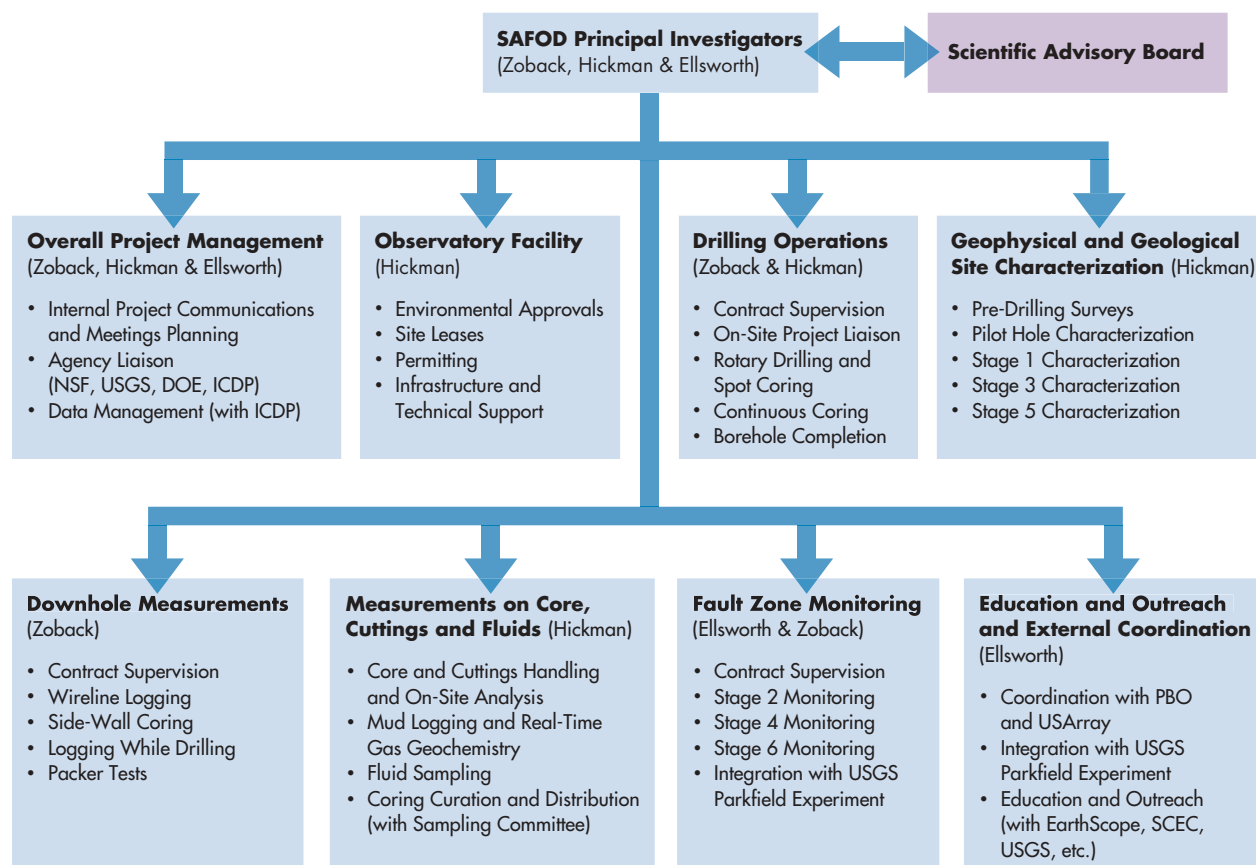 SAFOD Principal Investigators
(Zoback, Hickman & Ellsworth)
Scientific Advisory Board
Overall Project Management
(Zoback, Hickman & Ellsworth)
• Internal Project Communications
and Meetings Planning
• Agency Liaison
(NSF, USGS, DOE, ICDP)
• Data Management (with ICDP)
Observatory Facility
(Hickman)
• Environmental Approvals
• Site Leases
• Permitting
• Infrastructure and
Technical Support
Drilling Operations
(Zoback & Hickman)
• Contract Supervision
• On-Site Project Liaison
• Rotary Drilling and
Spot Coring
• Continuous Coring
• Borehole Completion
Geophysical and Geological
Site Characterization (Hickman)
• Pre-Drilling Surveys
• Pilot Hole Characterization
• Stage 1 Characterization
• Stage 3 Characterization
• Stage 5 Characterization
Downhole Measurements
(Zoback)
• Contract Supervision
• Wireline Logging
• Side-Wall Coring
• Logging While Drilling
• Packer Tests
Measurements on Core,
Cuttings and Fluids (Hickman)
• Core and Cuttings Handling
and On-Site Analysis
• Mud Logging and Real-Time
Gas Geochemistry
• Fluid Sampling
• Coring Curation and Distribution
(with Sampling Committee)
Fault Zone Monitoring
(Ellsworth & Zoback)
• Contract Supervision
• Stage 2 Monitoring
• Stage 4 Monitoring
• Stage 6 Monitoring
• Integration with USGS
Parkfield Experiment
Education and Outreach
and External Coordination
(Ellsworth)
• Coordination with PBO
and USArray
• Integration with USGS
Parkfield Experiment
• Education and Outreach
(with EarthScope, SCEC,
USGS, etc.)